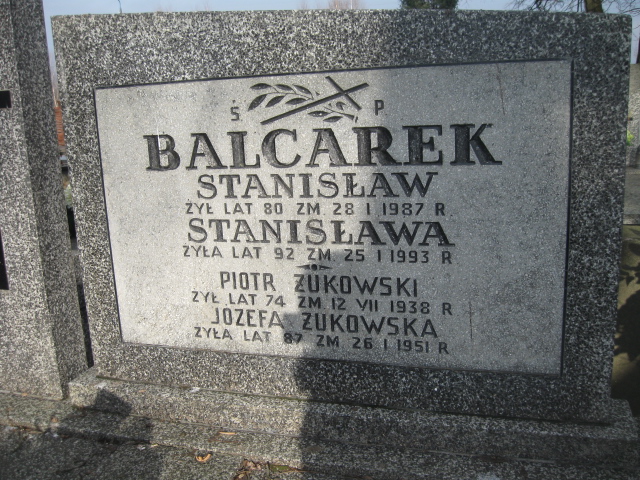 Ś P
BALCAREK
STANISŁAW
ŻYŁ LAT 80 ZM 28 I 1987 R
STANISŁAWA
ŻYŁA LAT 92 ZM 25 I 1993 R
PIOTR ŻUKOWSKI
ŻYŁ LAT 74 ZM 12 VII 1938 R
JÓZEFA ŻUKOWSKA
ŻYŁA LAT 87 ZM 26 I 1951 R